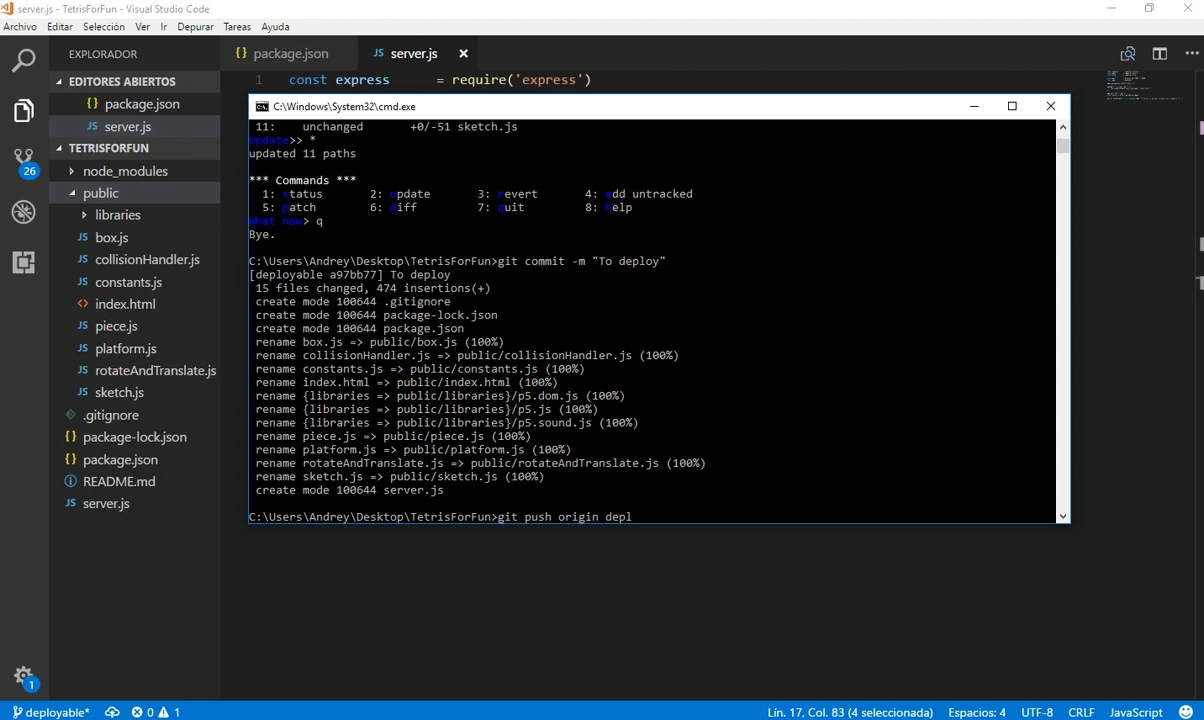 server.js - TetrisForFun - Visual Studio Code
Archivo Editar Selección Ver Ir Depurar Tareas Ayuda
EXPLORADOR
EDITORES ABIERTOS
package.json
JS server.js
TETRISFORFUN
node_modules
public
libraries
JS box.js
JS collisionHandler.js
JS constants.js
index.html
JS piece.js
JS platform.js
JS rotateAndTranslate.js
JS sketch.js
.gitignore
package-lock.json
package.json
README.md
JS server.js
26
1
{} package.json
JS server.js
1 const express = require('express')
C:\Windows\System32\cmd.exe
11: unchanged +0/-51 sketch.js
Update>> *
updated 11 paths
*** Commands ***
1: status 2: update 3: revert 4: add untracked
5: patch 6: diff 7: quit 8: help
What now> q
Bye.
C:\Users\Andrey\Desktop\TetrisForFun>git commit -m "To deploy"
[deployable a97bb77] To deploy
15 files changed, 474 insertions(+)
create mode 100644 .gitignore
create mode 100644 package-lock.json
create mode 100644 package.json
rename box.js => public/box.js (100%)
rename collisionHandler.js => public/collisionHandler.js (100%)
rename constants.js => public/constants.js (100%)
rename index.html => public/index.html (100%)
rename {libraries => public/libraries}/p5.dom.js (100%)
rename {libraries => public/libraries}/p5.js (100%)
rename {libraries => public/libraries}/p5.sound.js (100%)
rename piece.js => public/piece.js (100%)
rename platform.js => public/platform.js (100%)
rename rotateAndTranslate.js => public/rotateAndTranslate.js (100%)
rename sketch.js => public/sketch.js (100%)
create mode 100644 server.js
C:\Users\Andrey\Desktop\TetrisForFun>git push origin depl
deployable* 0 1 Lín. 17, Col. 83 (4 seleccionada) Espacios: 4 UTF-8 CRLF JavaScript